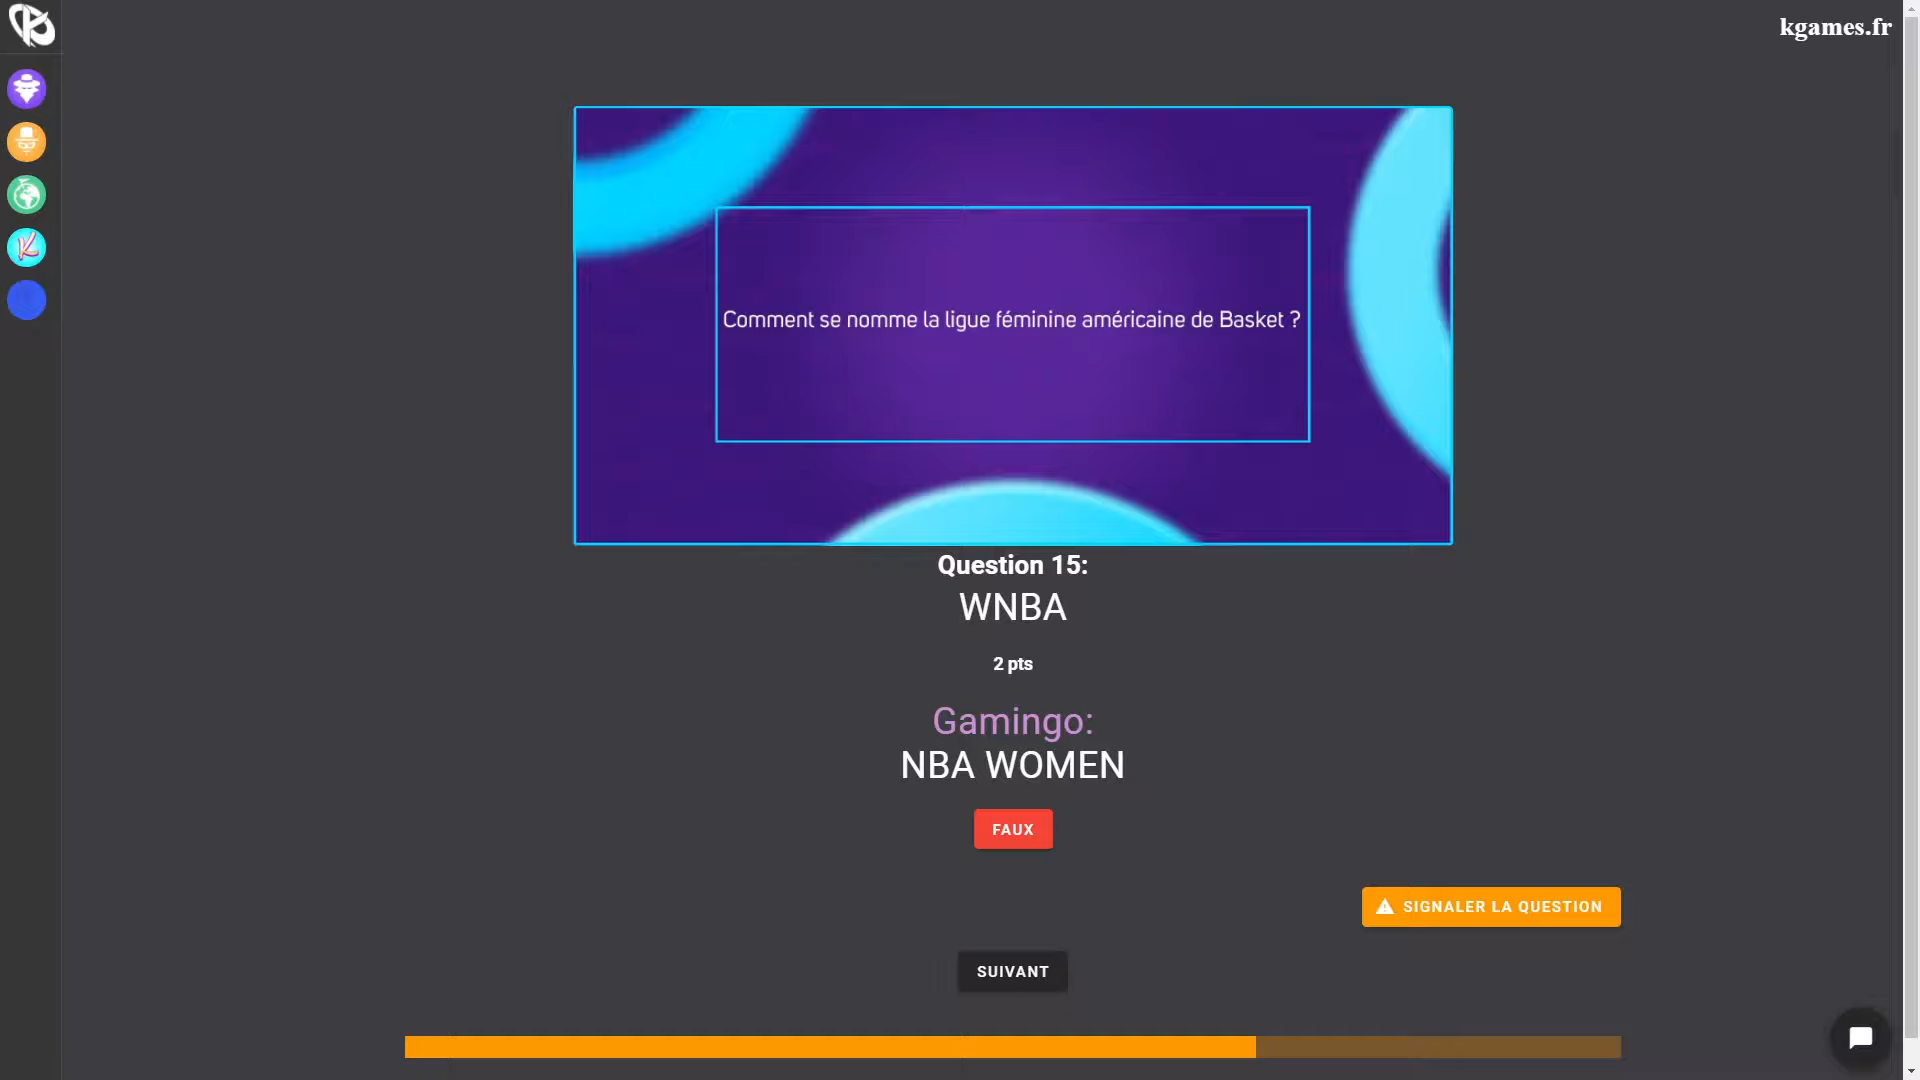 kgames.fr
Comment se nomme la ligue féminine américaine de Basket ?
Question 15:
WNBA
2 pts
Gamingo:
NBA WOMEN
FAUX
SIGNALER LA QUESTION
SUIVANT